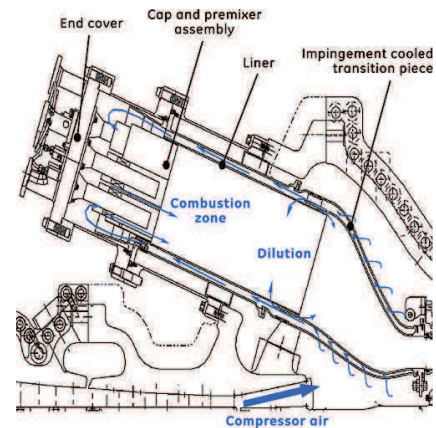 End cover
Cap and premixer
assembly
Liner
Impingement cooled
transition piece
Combustion
zone
Dilution
Compressor air